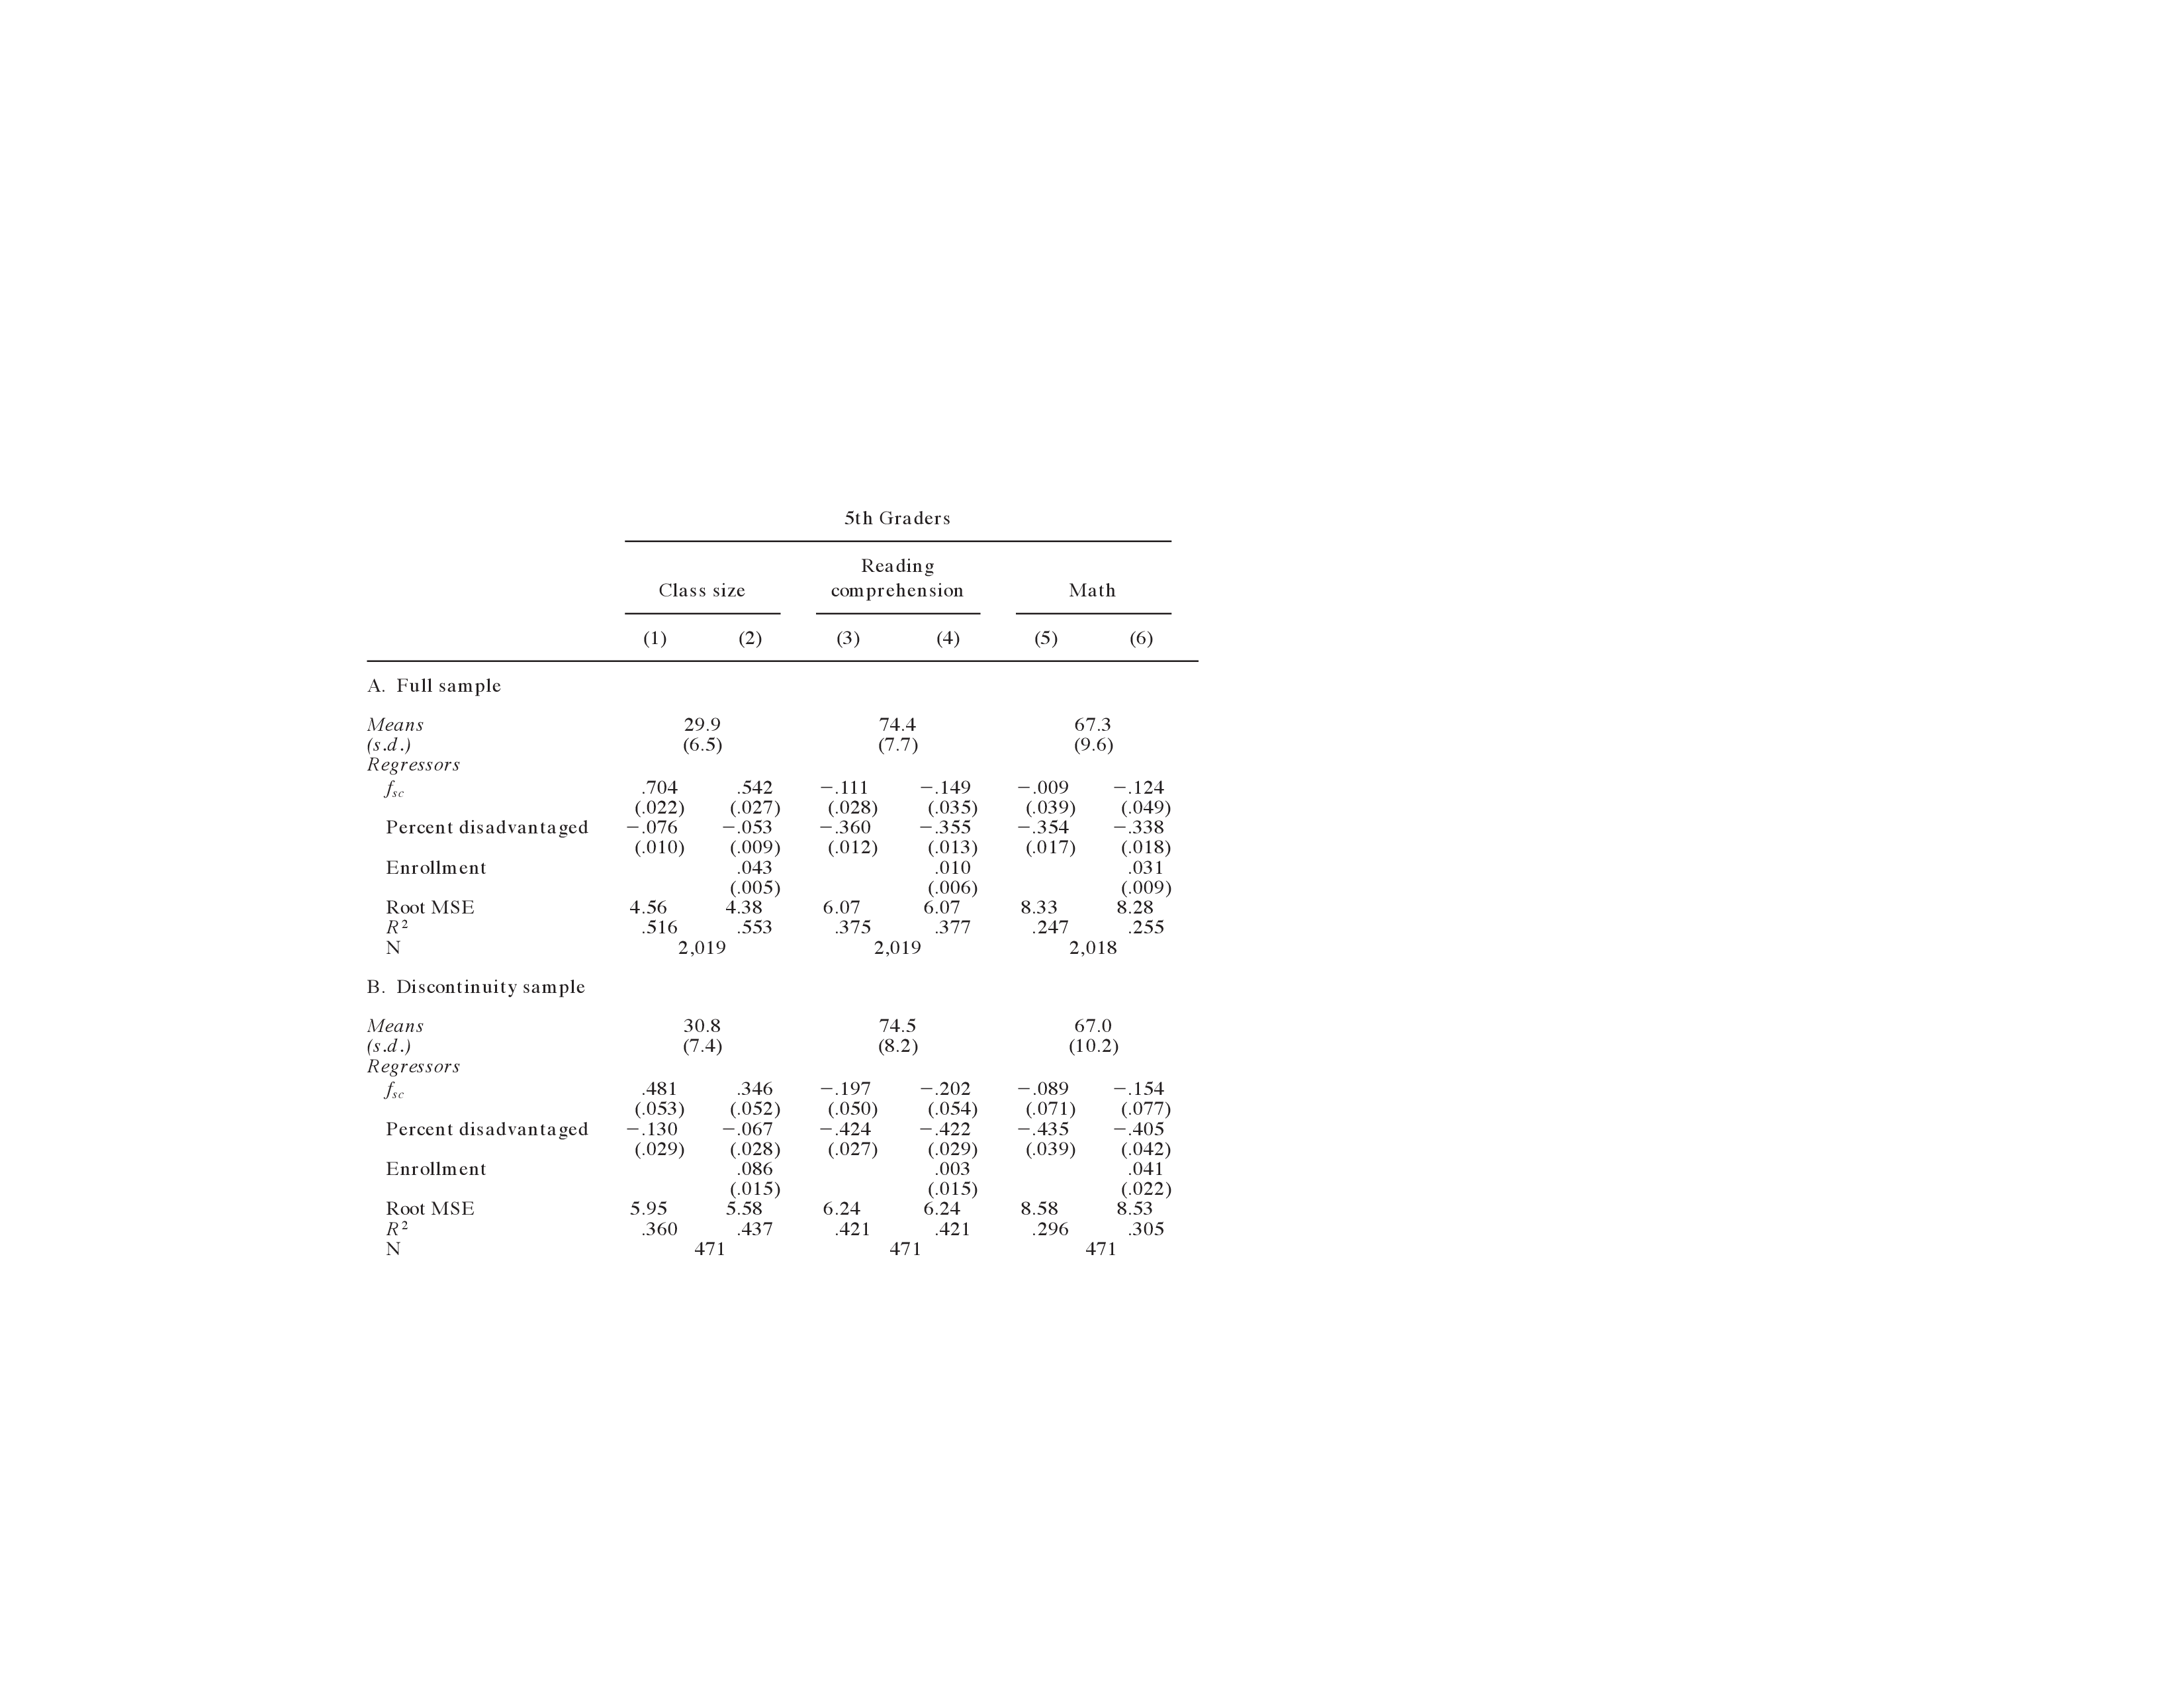 5th Graders
Reading
Class size comprehension Math
(1) (2) (3) (4) (5) (6)
A. Full sample
Means 29.9 74.4 67.3
(s.d.) (6.5) (7.7) (9.6)
Regressors
fsc .704 .542 −.111 −.149 −.009 −.124
(.022) (.027) (.028) (.035) (.039) (.049)
Percent disadvantaged −.076 −.053 −.360 −.355 −.354 −.338
(.010) (.009) (.012) (.013) (.017) (.018)
Enrollment .043 .010 .031
(.005) (.006) (.009)
Root MSE 4.56 4.38 6.07 6.07 8.33 8.28
R² .516 .553 .375 .377 .247 .255
N 2,019 2,019 2,018
B. Discontinuity sample
Means 30.8 74.5 67.0
(s.d.) (7.4) (8.2) (10.2)
Regressors
fsc .481 .346 −.197 −.202 −.089 −.154
(.053) (.052) (.050) (.054) (.071) (.077)
Percent disadvantaged −.130 −.067 −.424 −.422 −.435 −.405
(.029) (.028) (.027) (.029) (.039) (.042)
Enrollment .086 .003 .041
(.015) (.015) (.022)
Root MSE 5.95 5.58 6.24 6.24 8.58 8.53
R² .360 .437 .421 .421 .296 .305
N 471 471 471